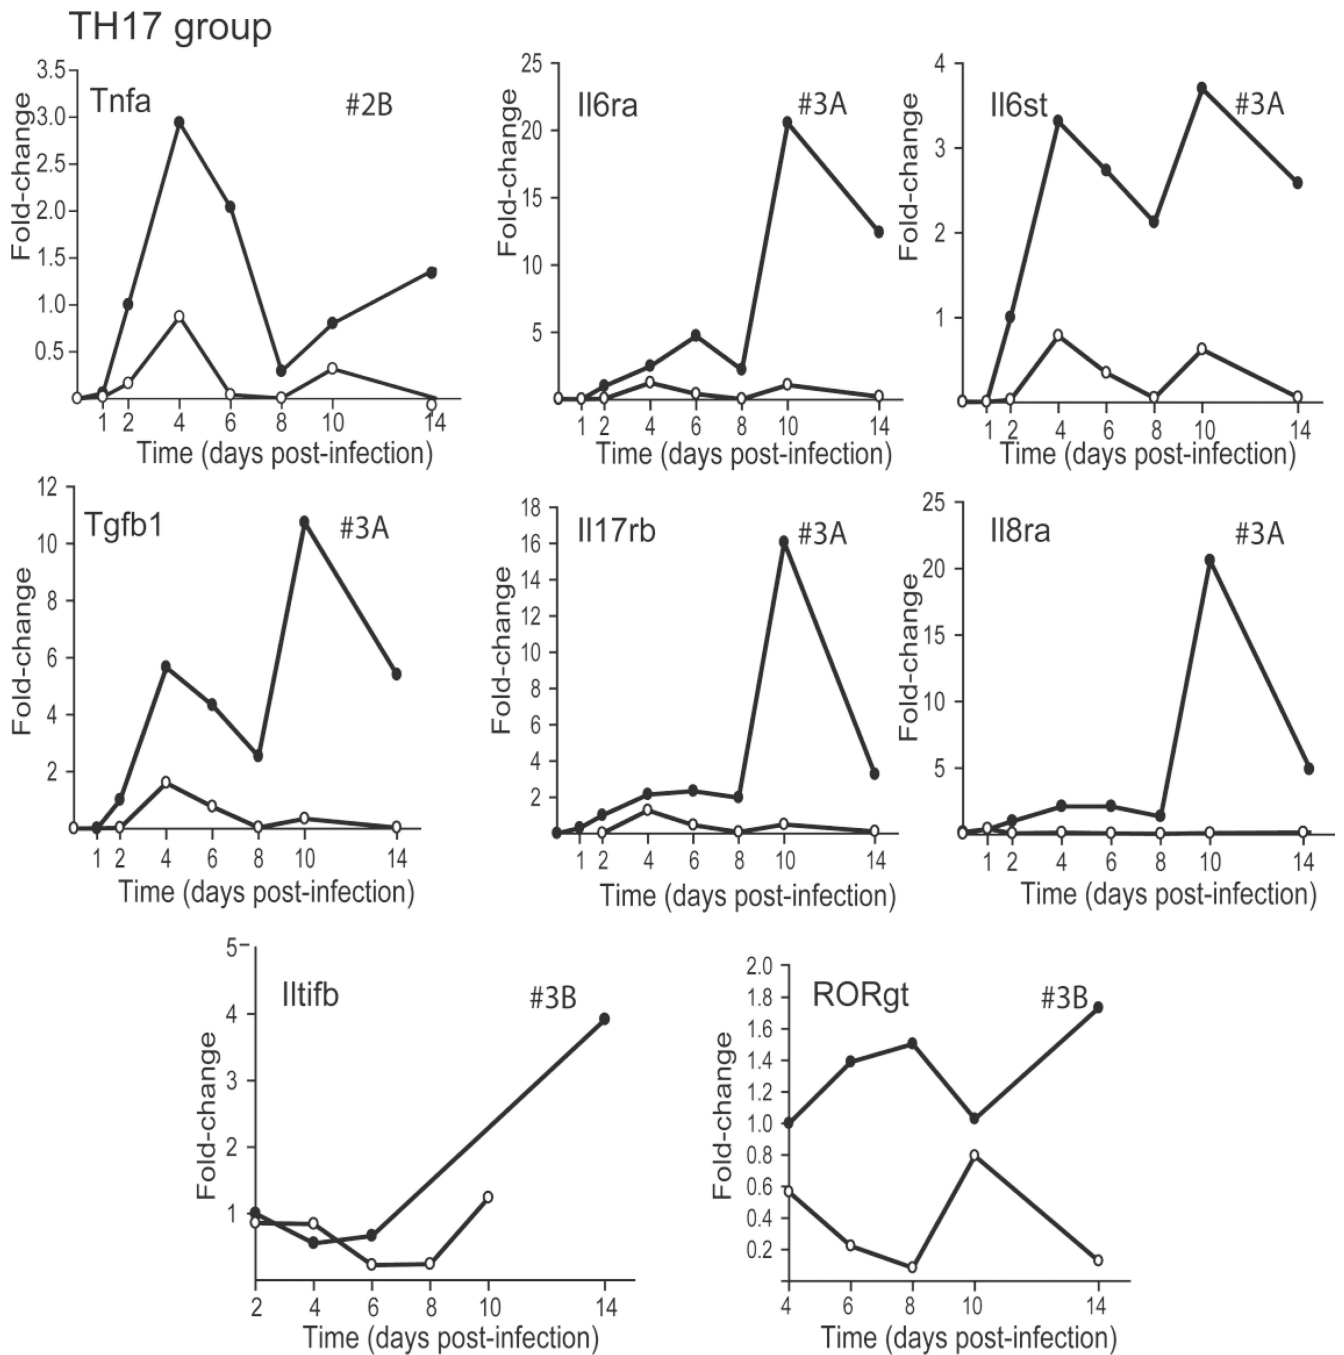 TH17 group
Tnfa #2B
Fold-change
3.5
3.0
2.5
2.0
1.5
1.0
0.5
1 2 4 6 8 10 14
Time (days post-infection)
Il6ra #3A
Fold-change
25
20
15
10
5
1 2 4 6 8 10 14
Time (days post-infection)
Il6st #3A
Fold-change
4
3
2
1
1 2 4 6 8 10 14
Time (days post-infection)
Tgfb1 #3A
Fold-change
12
10
8
6
4
2
1 2 4 6 8 10 14
Time (days post-infection)
Il17rb #3A
Fold-change
18
16
14
12
10
8
6
4
2
1 2 4 6 8 10 14
Time (days post-infection)
Il8ra #3A
Fold-change
25
20
15
10
5
1 2 4 6 8 10 14
Time (days post-infection)
Iltifb #3B
Fold-change
5
4
3
2
1
2 4 6 8 10 14
Time (days post-infection)
RORgt #3B
Fold-change
2.0
1.8
1.6
1.4
1.2
1.0
0.8
0.6
0.4
0.2
4 6 8 10 14
Time (days post-infection)